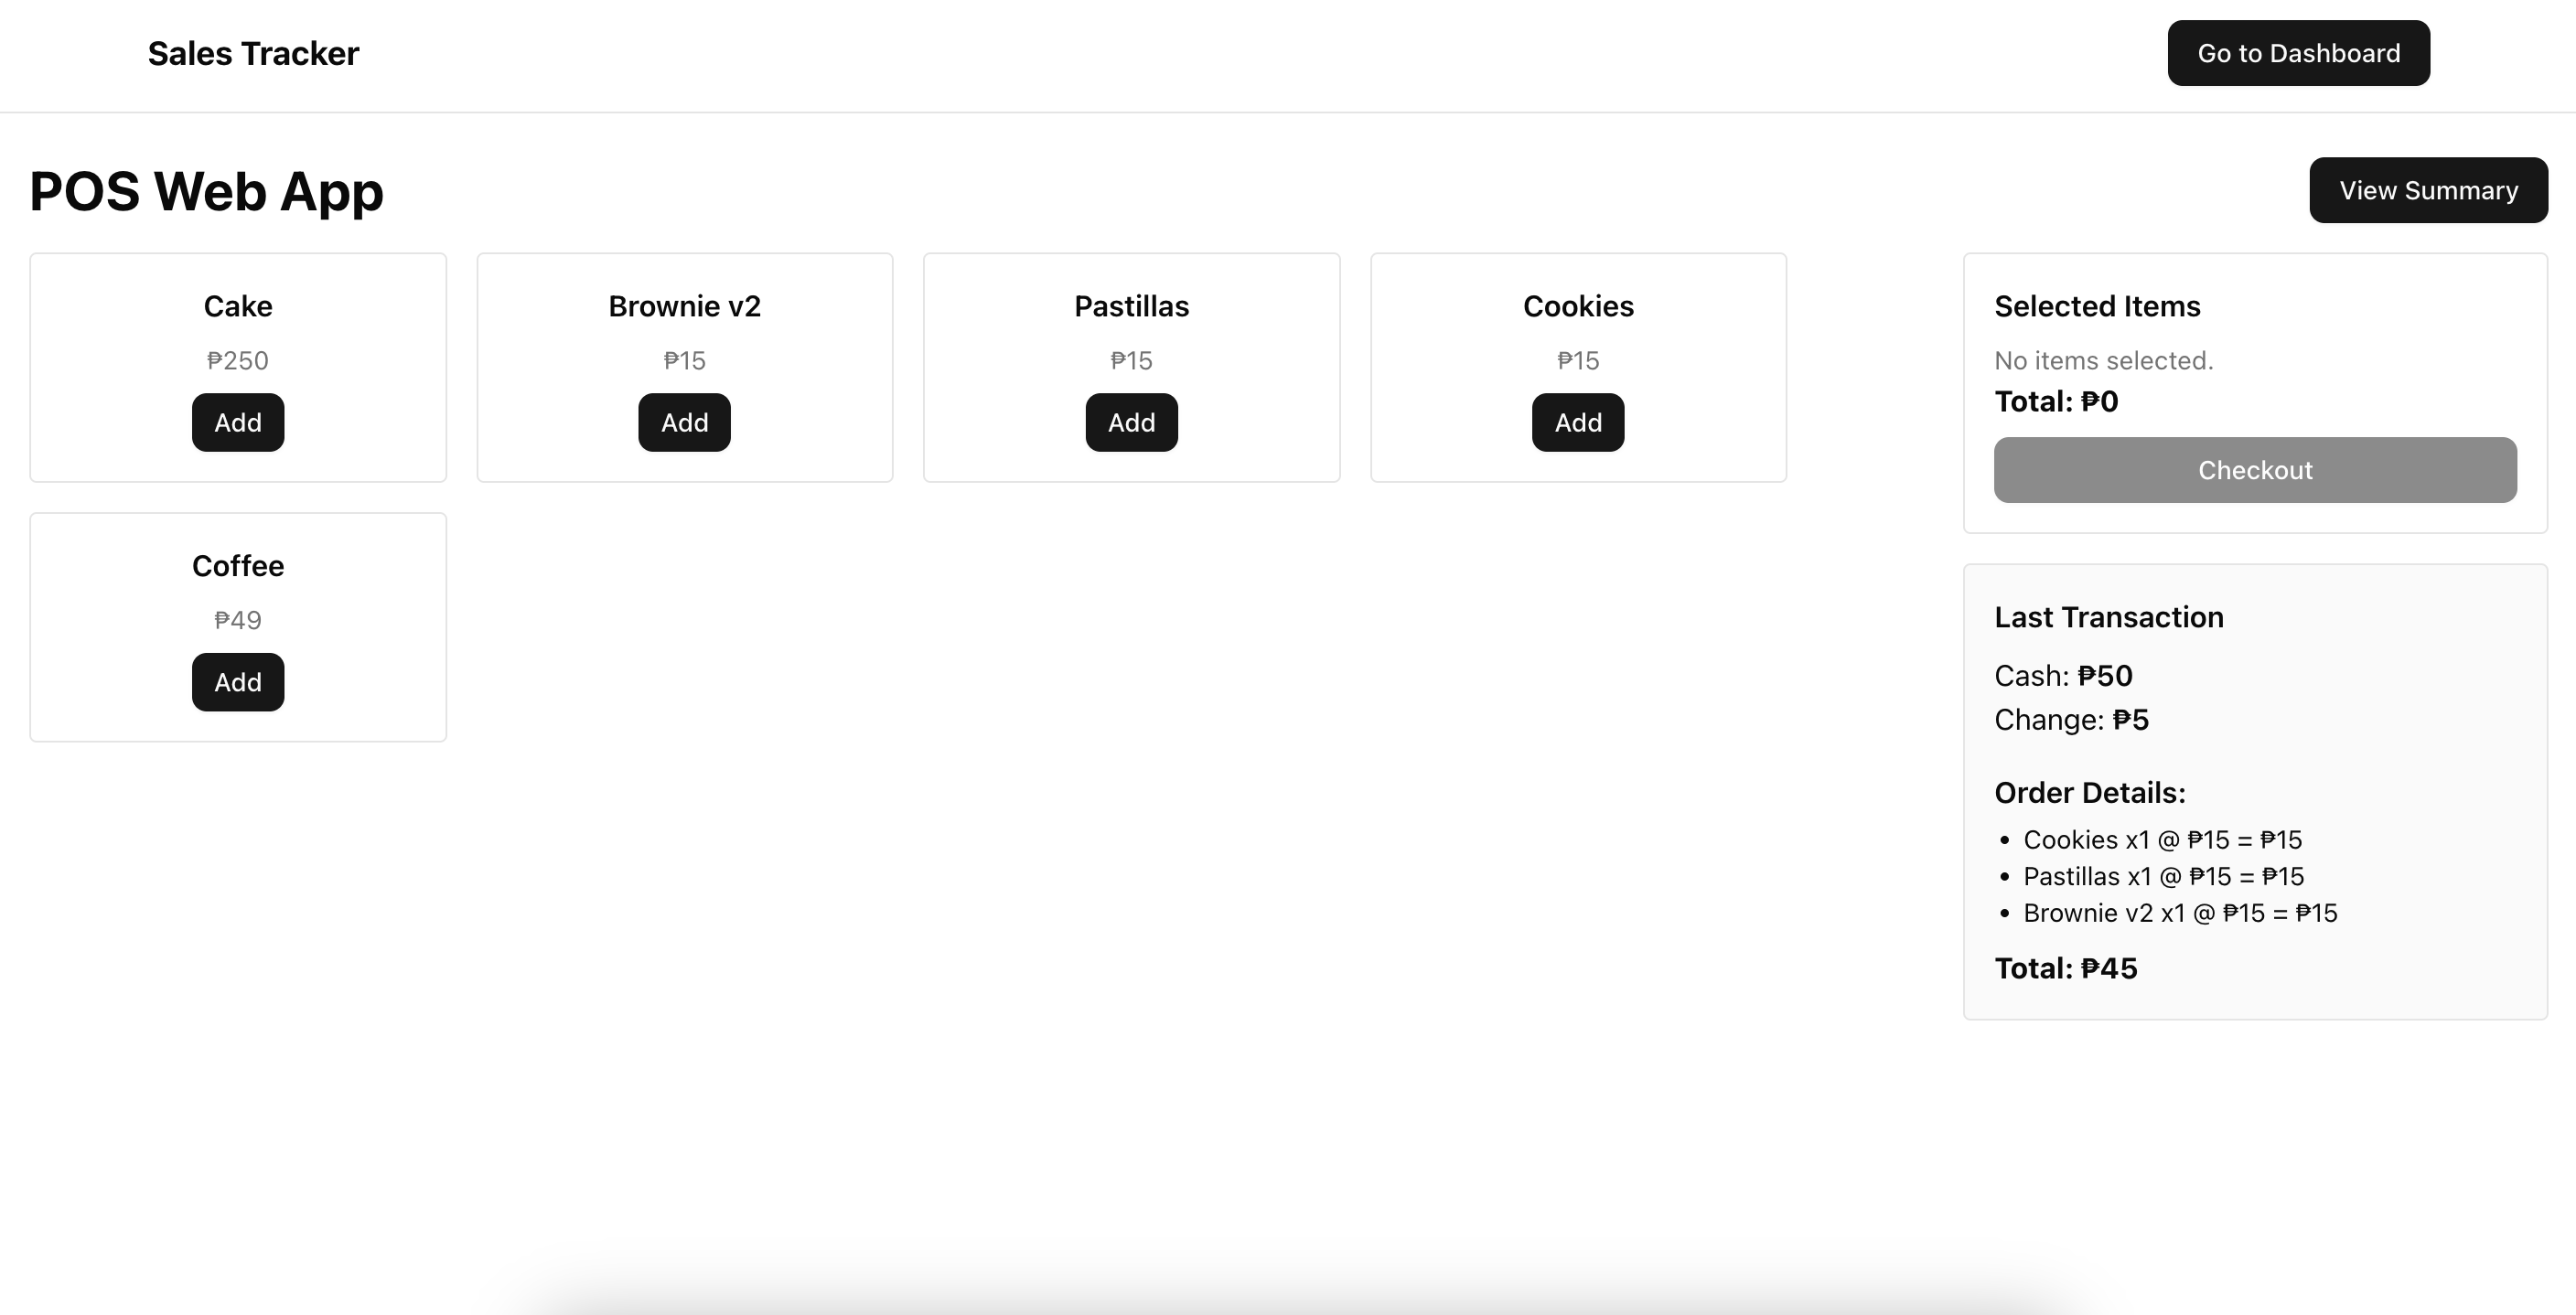 Sales Tracker
Go to Dashboard
POS Web App
View Summary
Cake
₱250
Add
Brownie v2
₱15
Add
Pastillas
₱15
Add
Cookies
₱15
Add
Coffee
₱49
Add
Selected Items
No items selected.
Total: ₱0
Checkout
Last Transaction
Cash: ₱50
Change: ₱5
Order Details:
• Cookies x1 @ ₱15 = ₱15
• Pastillas x1 @ ₱15 = ₱15
• Brownie v2 x1 @ ₱15 = ₱15
Total: ₱45